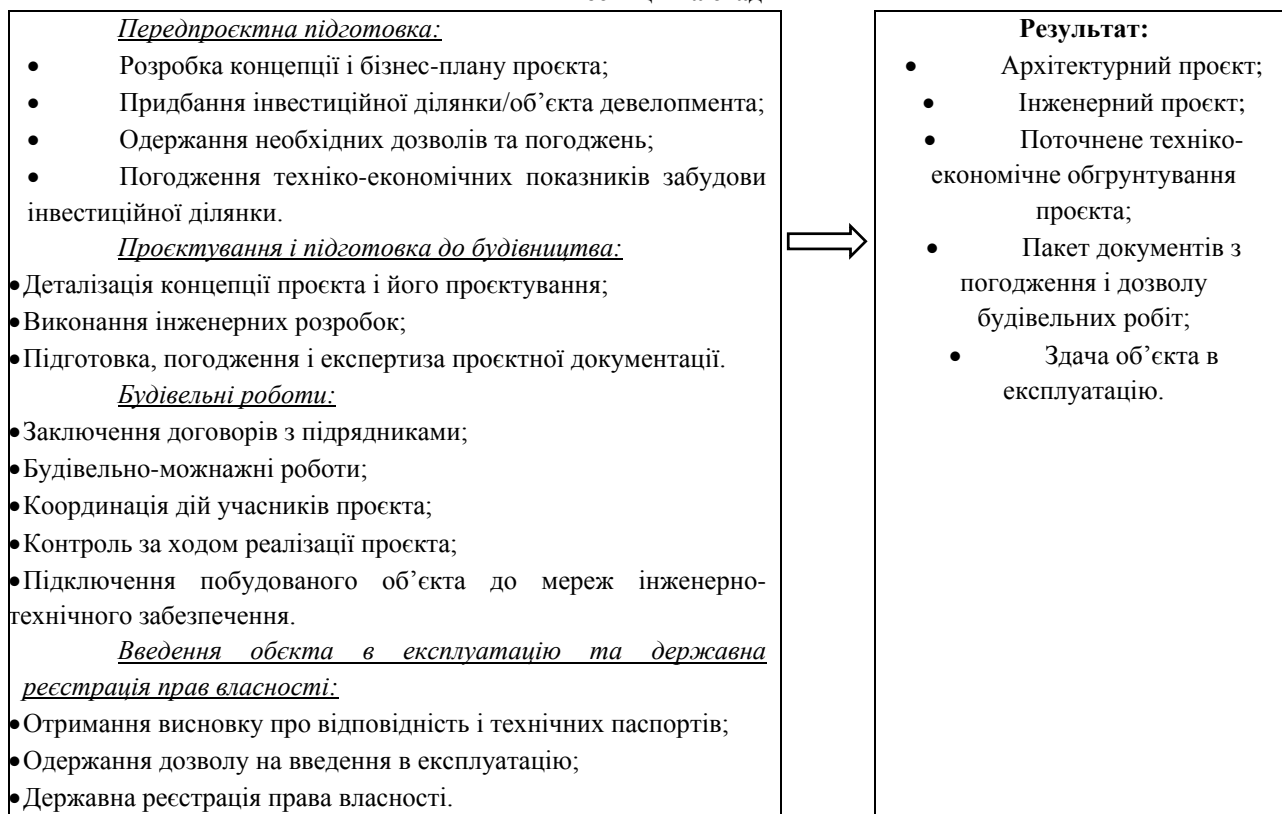 Передпроєктна підготовка:
• Розробка концепції і бізнес-плану проєкта;
• Придбання інвестиційної ділянки/об’єкта девелопмента;
• Одержання необхідних дозволів та погоджень;
• Погодження техніко-економічних показників забудови
інвестиційної ділянки.
Проєктування і підготовка до будівництва:
•Деталізація концепції проєкта і його проєктування;
•Виконання інженерних розробок;
•Підготовка, погодження і експертиза проєктної документації.
Будівельні роботи:
•Заключення договорів з підрядниками;
•Будівельно-можнажні роботи;
•Координація дій учасників проєкта;
•Контроль за ходом реалізації проєкта;
•Підключення побудованого об’єкта до мереж інженерно-
технічного забезпечення.
Введення обєкта в експлуатацію та державна
реєстрація прав власності:
•Отримання висновку про відповідність і технічних паспортів;
•Одержання дозволу на введення в експлуатацію;
•Державна реєстрація права власності.
Результат:
• Архітектурний проєкт;
• Інженерний проєкт;
• Поточнене техніко-
економічне обгрунтування
проєкта;
• Пакет документів з
погодження і дозволу
будівельних робіт;
• Здача об’єкта в
експлуатацію.